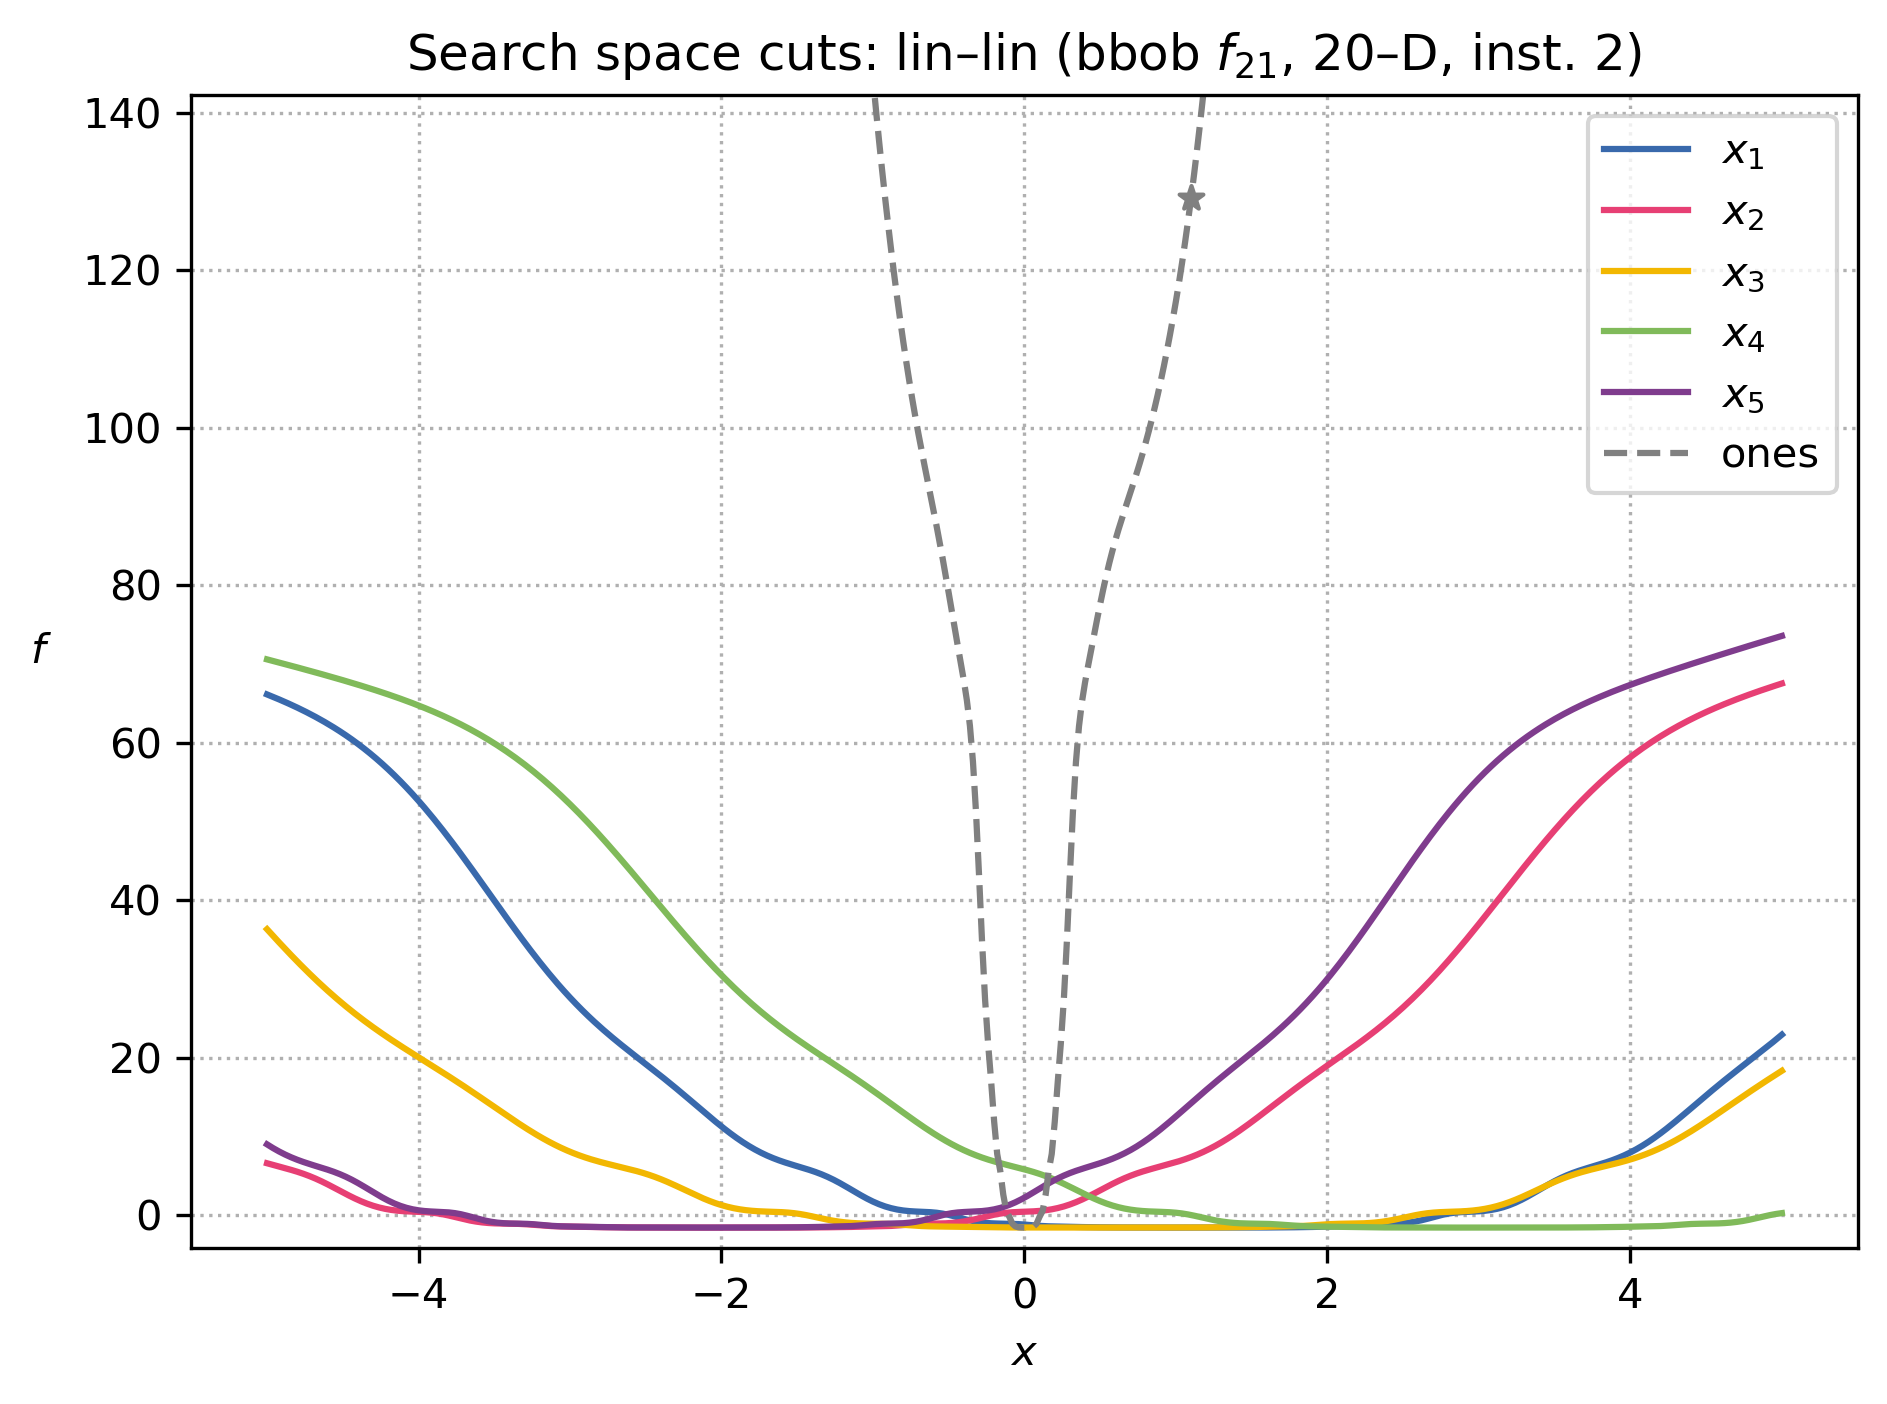 Search space cuts: lin–lin (bbob f₂₁, 20–D, inst. 2)
140
120
100
80
60
40
20
0
f
−4
−2
0
2
4
x
x₁
x₂
x₃
x₄
x₅
ones